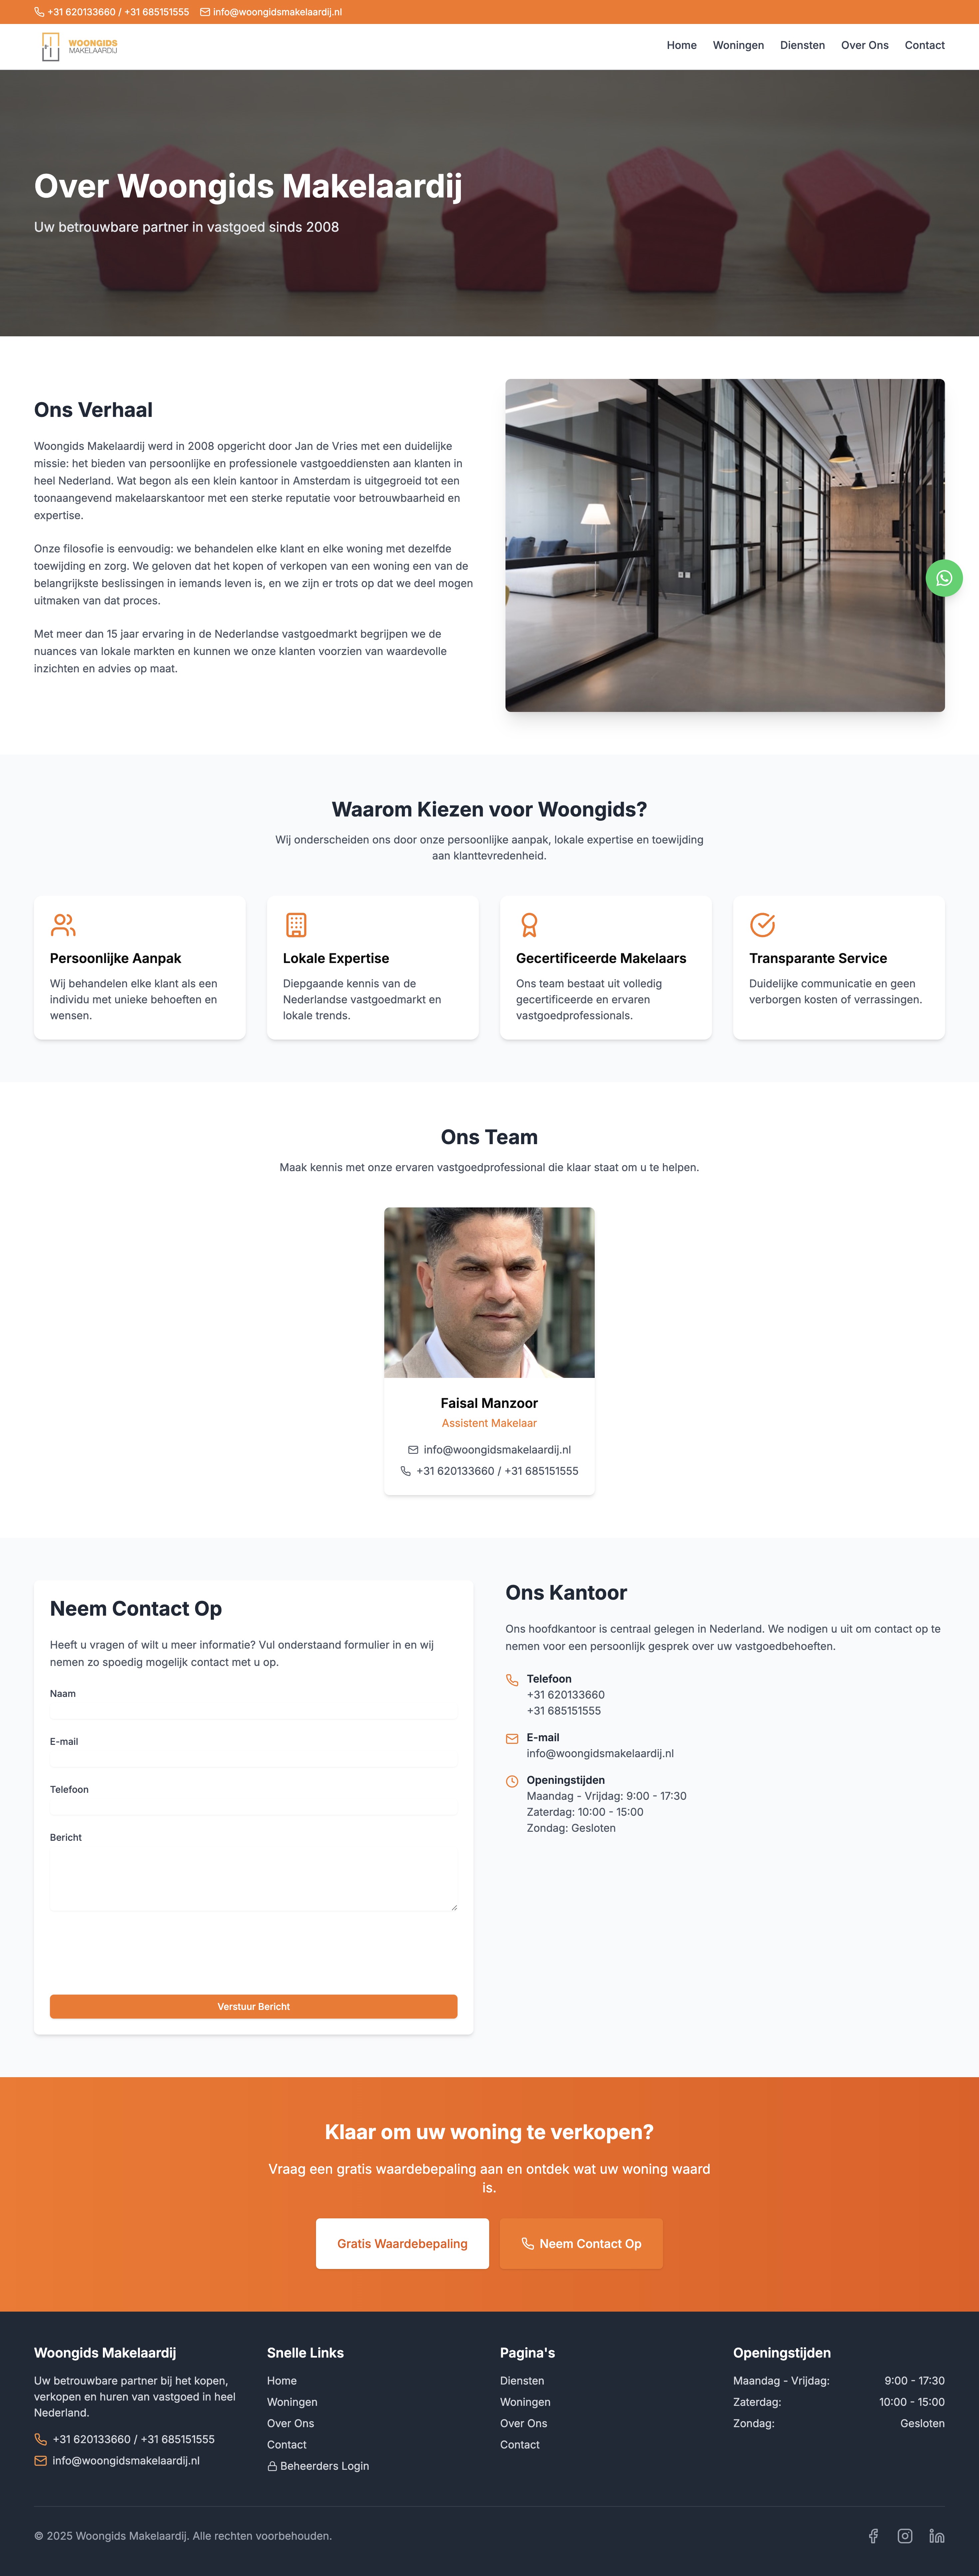 +31 620133660 / +31 685151555 info@woongidsmakelaardij.nl
WOONGIDS
MAKELAARDIJ
Home Woningen Diensten Over Ons Contact
Over Woongids Makelaardij
Uw betrouwbare partner in vastgoed sinds 2008
Ons Verhaal
Woongids Makelaardij werd in 2008 opgericht door Jan de Vries met een duidelijke
missie: het bieden van persoonlijke en professionele vastgoeddiensten aan klanten in
heel Nederland. Wat begon als een klein kantoor in Amsterdam is uitgegroeid tot een
toonaangevend makelaarskantoor met een sterke reputatie voor betrouwbaarheid en
expertise.
Onze filosofie is eenvoudig: we behandelen elke klant en elke woning met dezelfde
toewijding en zorg. We geloven dat het kopen of verkopen van een woning een van de
belangrijkste beslissingen in iemands leven is, en we zijn er trots op dat we deel mogen
uitmaken van dat proces.
Met meer dan 15 jaar ervaring in de Nederlandse vastgoedmarkt begrijpen we de
nuances van lokale markten en kunnen we onze klanten voorzien van waardevolle
inzichten en advies op maat.
Waarom Kiezen voor Woongids?
Wij onderscheiden ons door onze persoonlijke aanpak, lokale expertise en toewijding
aan klanttevredenheid.
Persoonlijke Aanpak
Wij behandelen elke klant als een
individu met unieke behoeften en
wensen.
Lokale Expertise
Diepgaande kennis van de
Nederlandse vastgoedmarkt en
lokale trends.
Gecertificeerde Makelaars
Ons team bestaat uit volledig
gecertificeerde en ervaren
vastgoedprofessionals.
Transparante Service
Duidelijke communicatie en geen
verborgen kosten of verrassingen.
Ons Team
Maak kennis met onze ervaren vastgoedprofessional die klaar staat om u te helpen.
Faisal Manzoor
Assistent Makelaar
info@woongidsmakelaardij.nl
+31 620133660 / +31 685151555
Neem Contact Op
Heeft u vragen of wilt u meer informatie? Vul onderstaand formulier in en wij
nemen zo spoedig mogelijk contact met u op.
Naam
E-mail
Telefoon
Bericht
Verstuur Bericht
Ons Kantoor
Ons hoofdkantoor is centraal gelegen in Nederland. We nodigen u uit om contact op te
nemen voor een persoonlijk gesprek over uw vastgoedbehoeften.
Telefoon
+31 620133660
+31 685151555
E-mail
info@woongidsmakelaardij.nl
Openingstijden
Maandag - Vrijdag: 9:00 - 17:30
Zaterdag: 10:00 - 15:00
Zondag: Gesloten
Klaar om uw woning te verkopen?
Vraag een gratis waardebepaling aan en ontdek wat uw woning waard
is.
Gratis Waardebepaling
Neem Contact Op
Woongids Makelaardij
Uw betrouwbare partner bij het kopen,
verkopen en huren van vastgoed in heel
Nederland.
+31 620133660 / +31 685151555
info@woongidsmakelaardij.nl
Snelle Links
Home
Woningen
Over Ons
Contact
Beheerders Login
Pagina's
Diensten
Woningen
Over Ons
Contact
Openingstijden
Maandag - Vrijdag: 9:00 - 17:30
Zaterdag: 10:00 - 15:00
Zondag: Gesloten
© 2025 Woongids Makelaardij. Alle rechten voorbehouden.